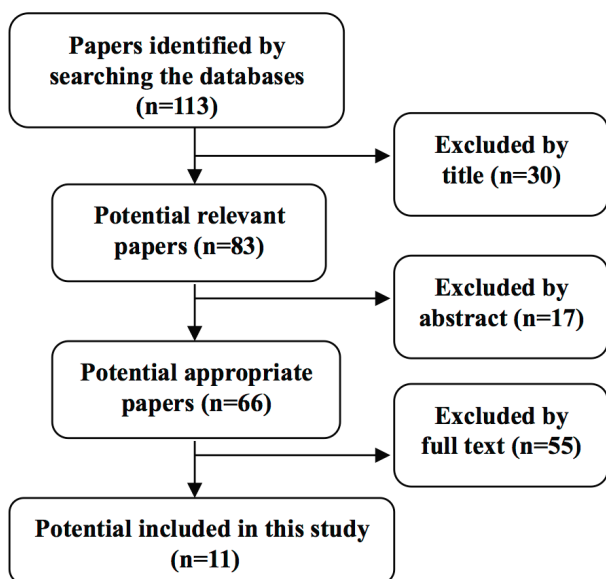 Papers identified by
searching the databases
(n=113)
Excluded by
title (n=30)
Potential relevant
papers (n=83)
Excluded by
abstract (n=17)
Potential appropriate
papers (n=66)
Excluded by
full text (n=55)
Potential included in this study
(n=11)